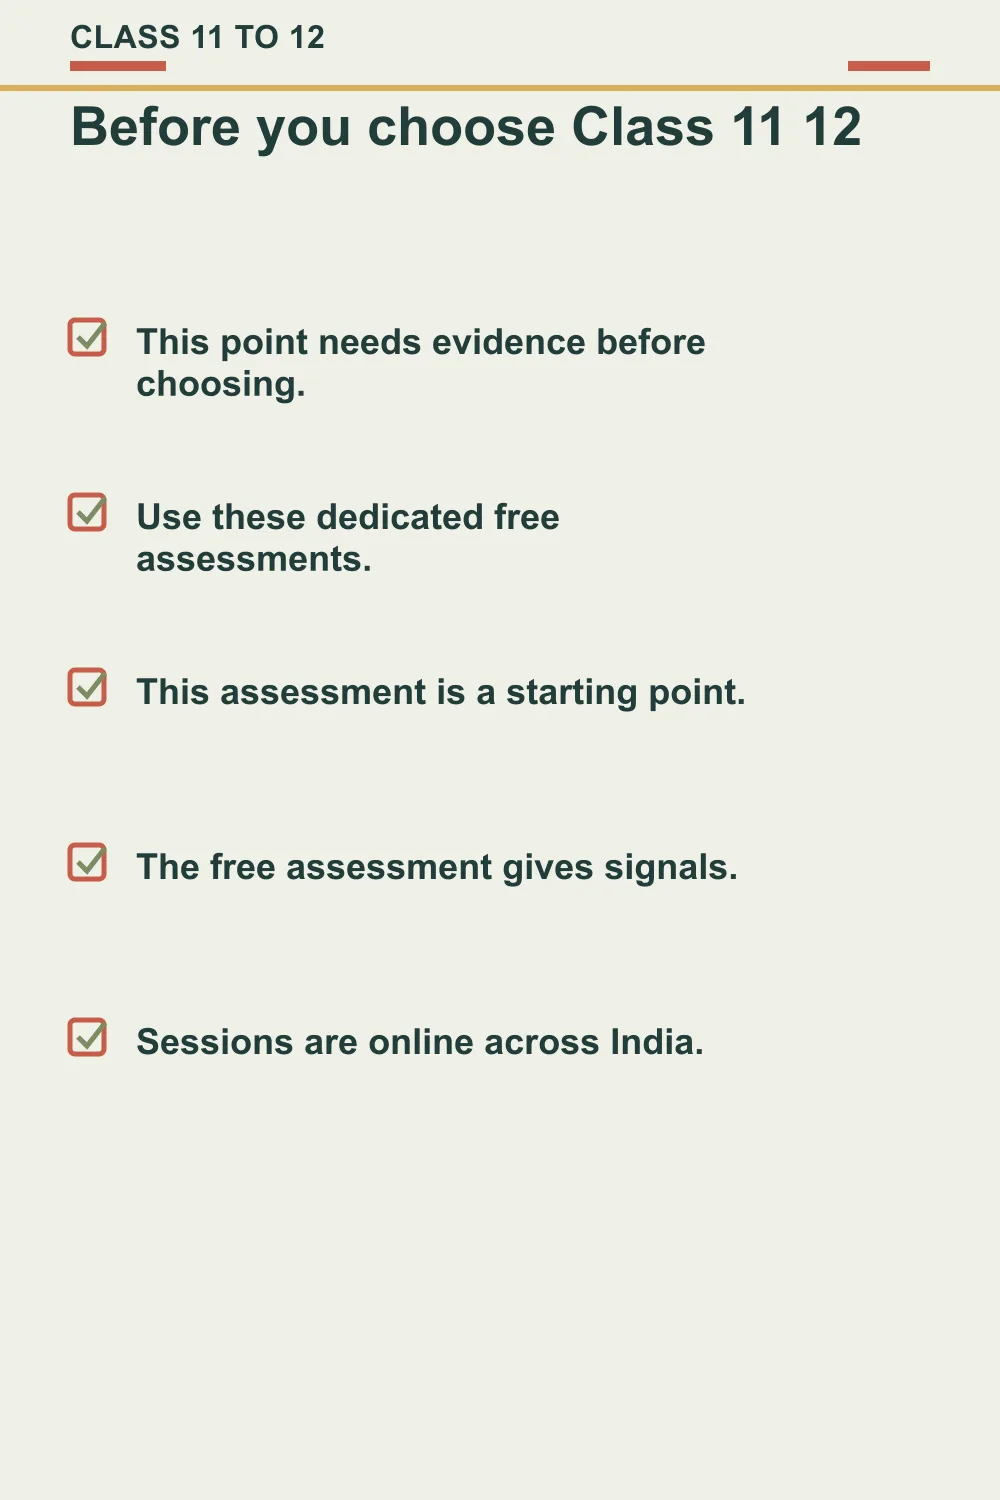 CLASS 11 TO 12
Before you choose Class 11 12
This point needs evidence before
choosing.
Use these dedicated free
assessments.
This assessment is a starting point.
The free assessment gives signals.
Sessions are online across India.